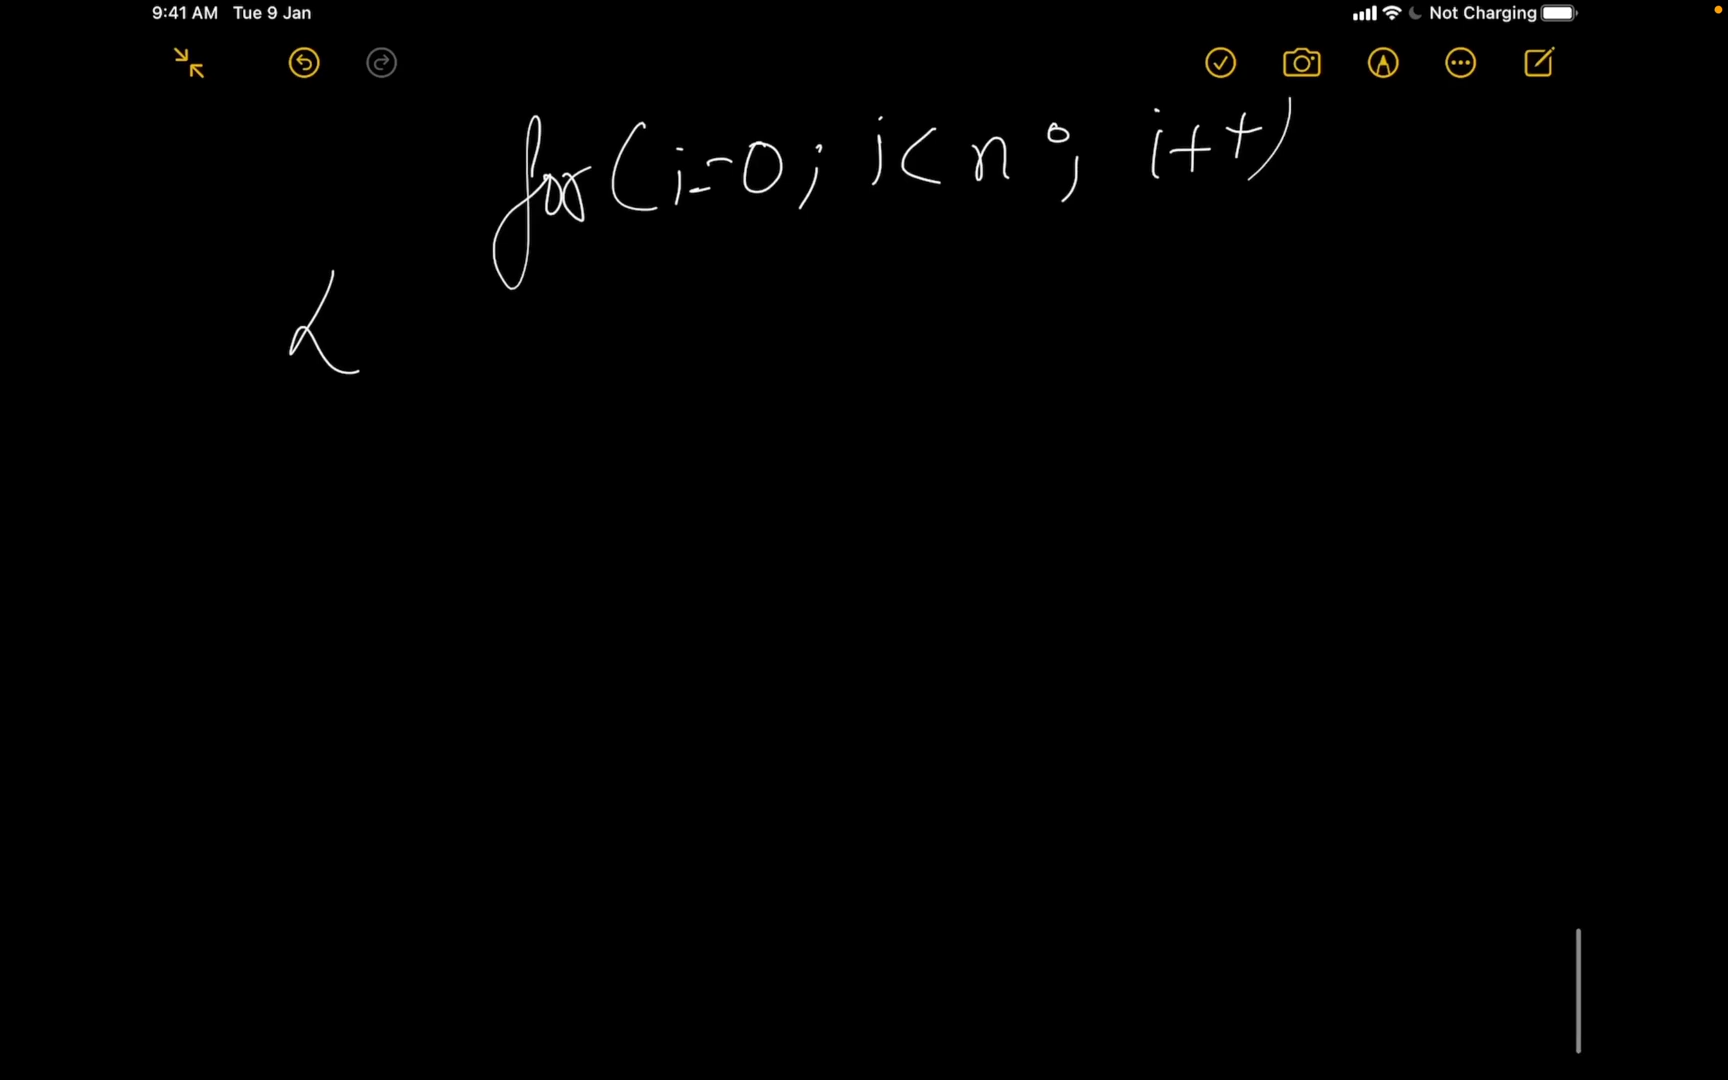 9:41 AM Tue 9 Jan Not Charging
for(i=0; i<n; i++)
{